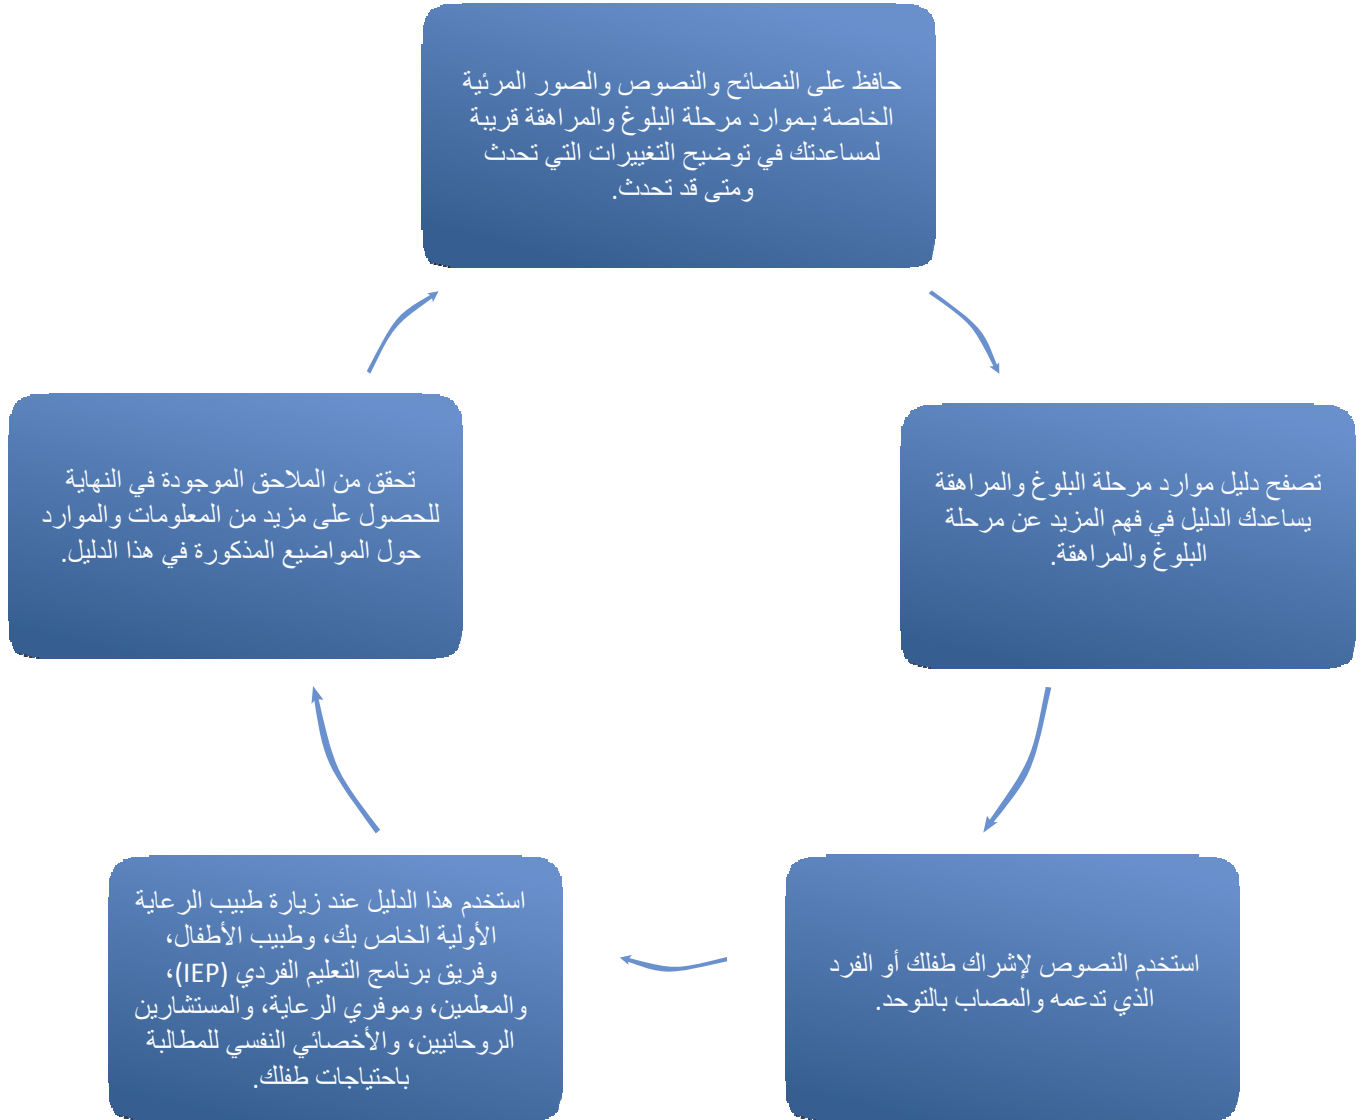 حافظ على النصائح والنصوص والصور المرئية
الخاصة بـموارد مرحلة البلوغ والمراهقة قريبة
لمساعدتك في توضيح التغييرات التي تحدث
ومتى قد تحدث.
تصفح دليل موارد مرحلة البلوغ والمراهقة
يساعدك الدليل في فهم المزيد عن مرحلة
البلوغ والمراهقة.
استخدم النصوص لإشراك طفلك أو الفرد
الذي تدعمه والمصاب بالتوحد.
استخدم هذا الدليل عند زيارة طبيب الرعاية
الأولية الخاص بك، وطبيب الأطفال،
وفريق برنامج التعليم الفردي (IEP)،
والمعلمين، وموفري الرعاية، والمستشارين
الروحانيين، والأخصائي النفسي للمطالبة
باحتياجات طفلك.
تحقق من الملاحق الموجودة في النهاية
للحصول على مزيد من المعلومات والموارد
حول المواضيع المذكورة في هذا الدليل.